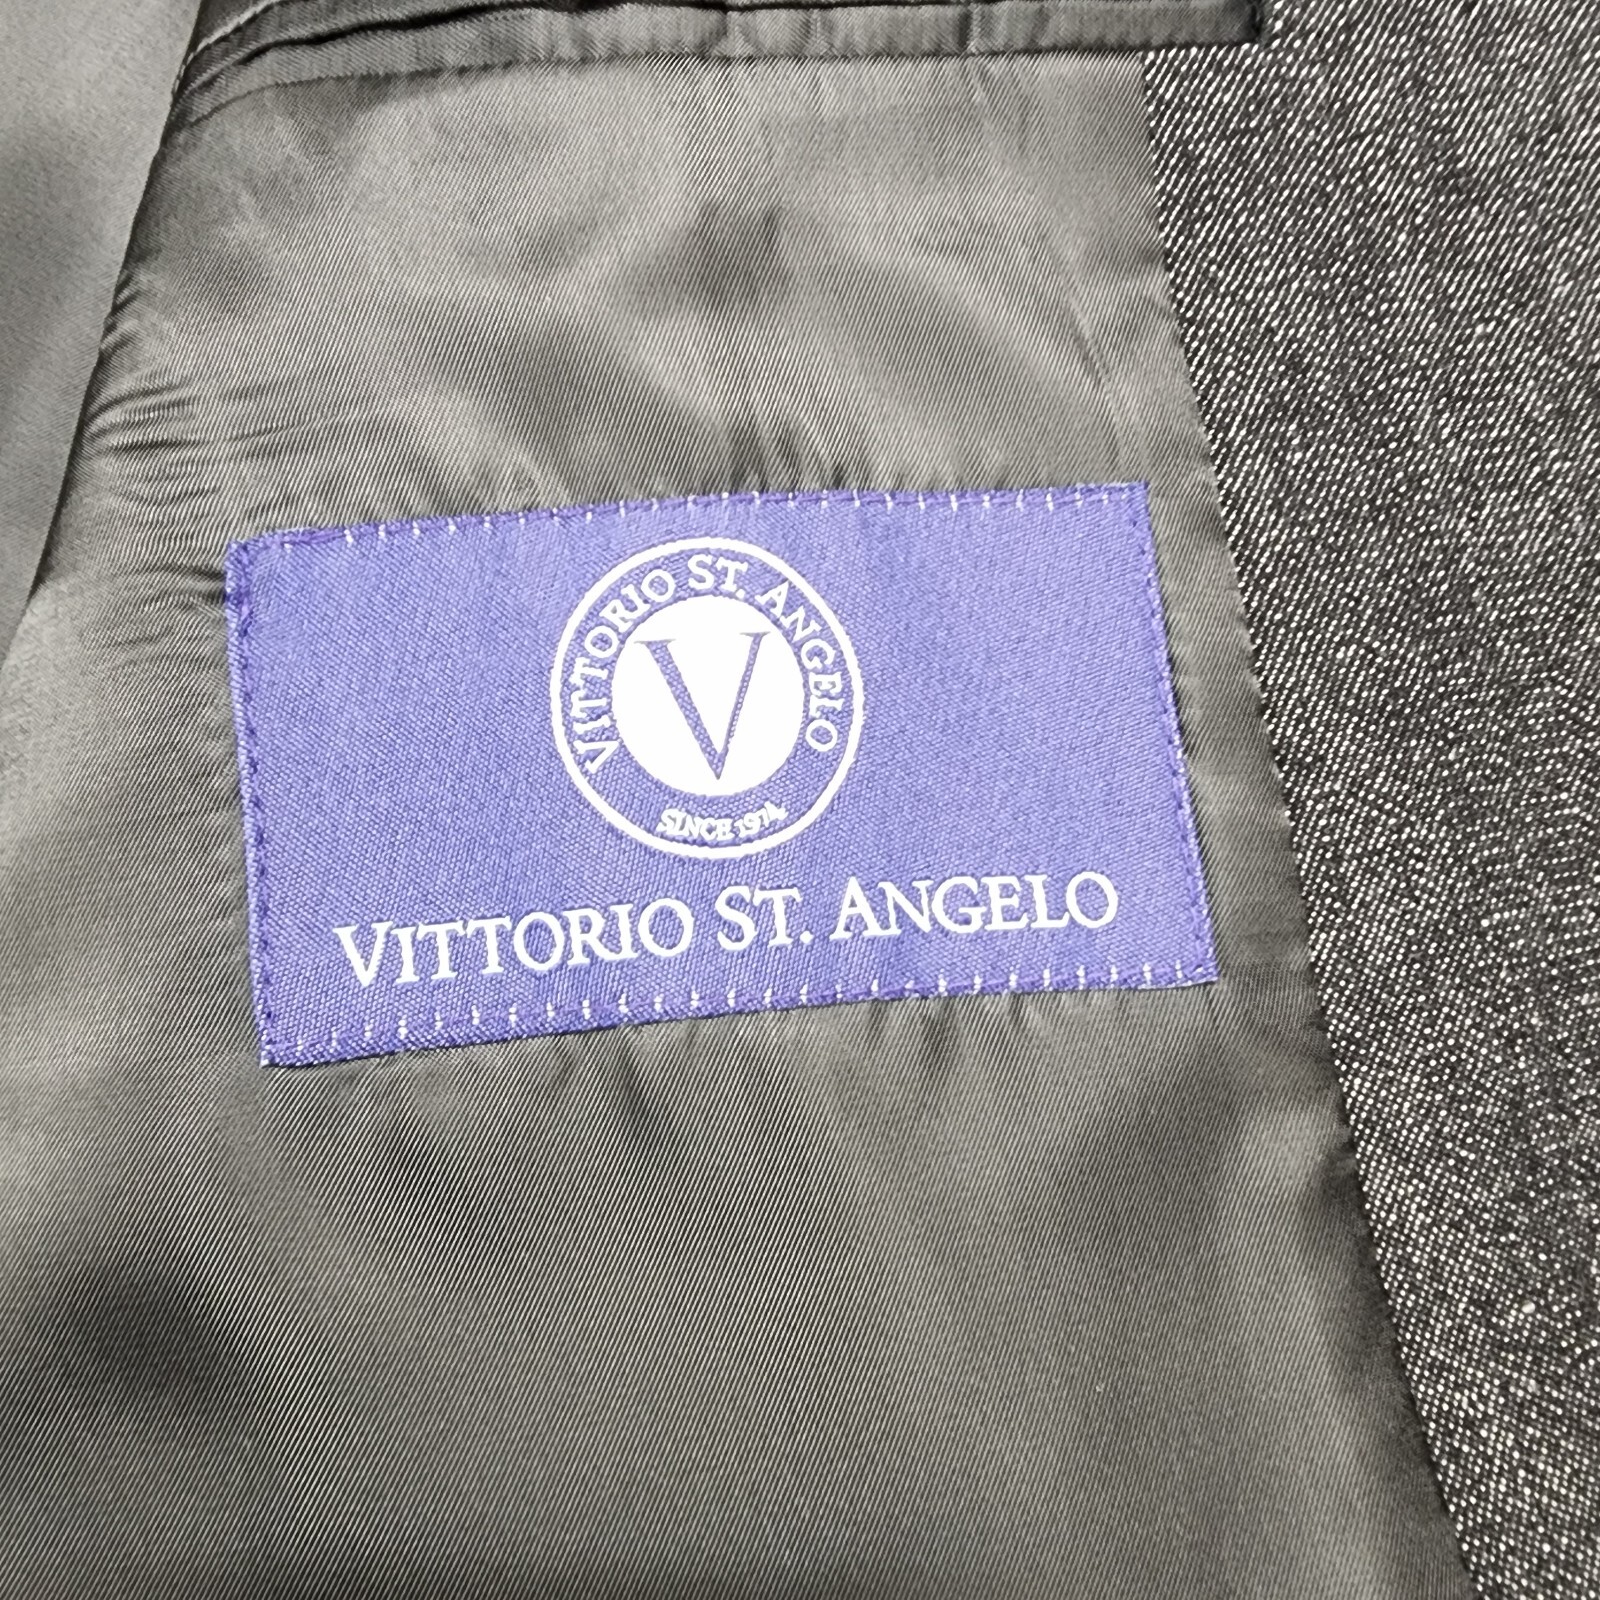 VITTORIO ST. ANGELO
V
SINCE 1974
VITTORIO ST. ANGELO